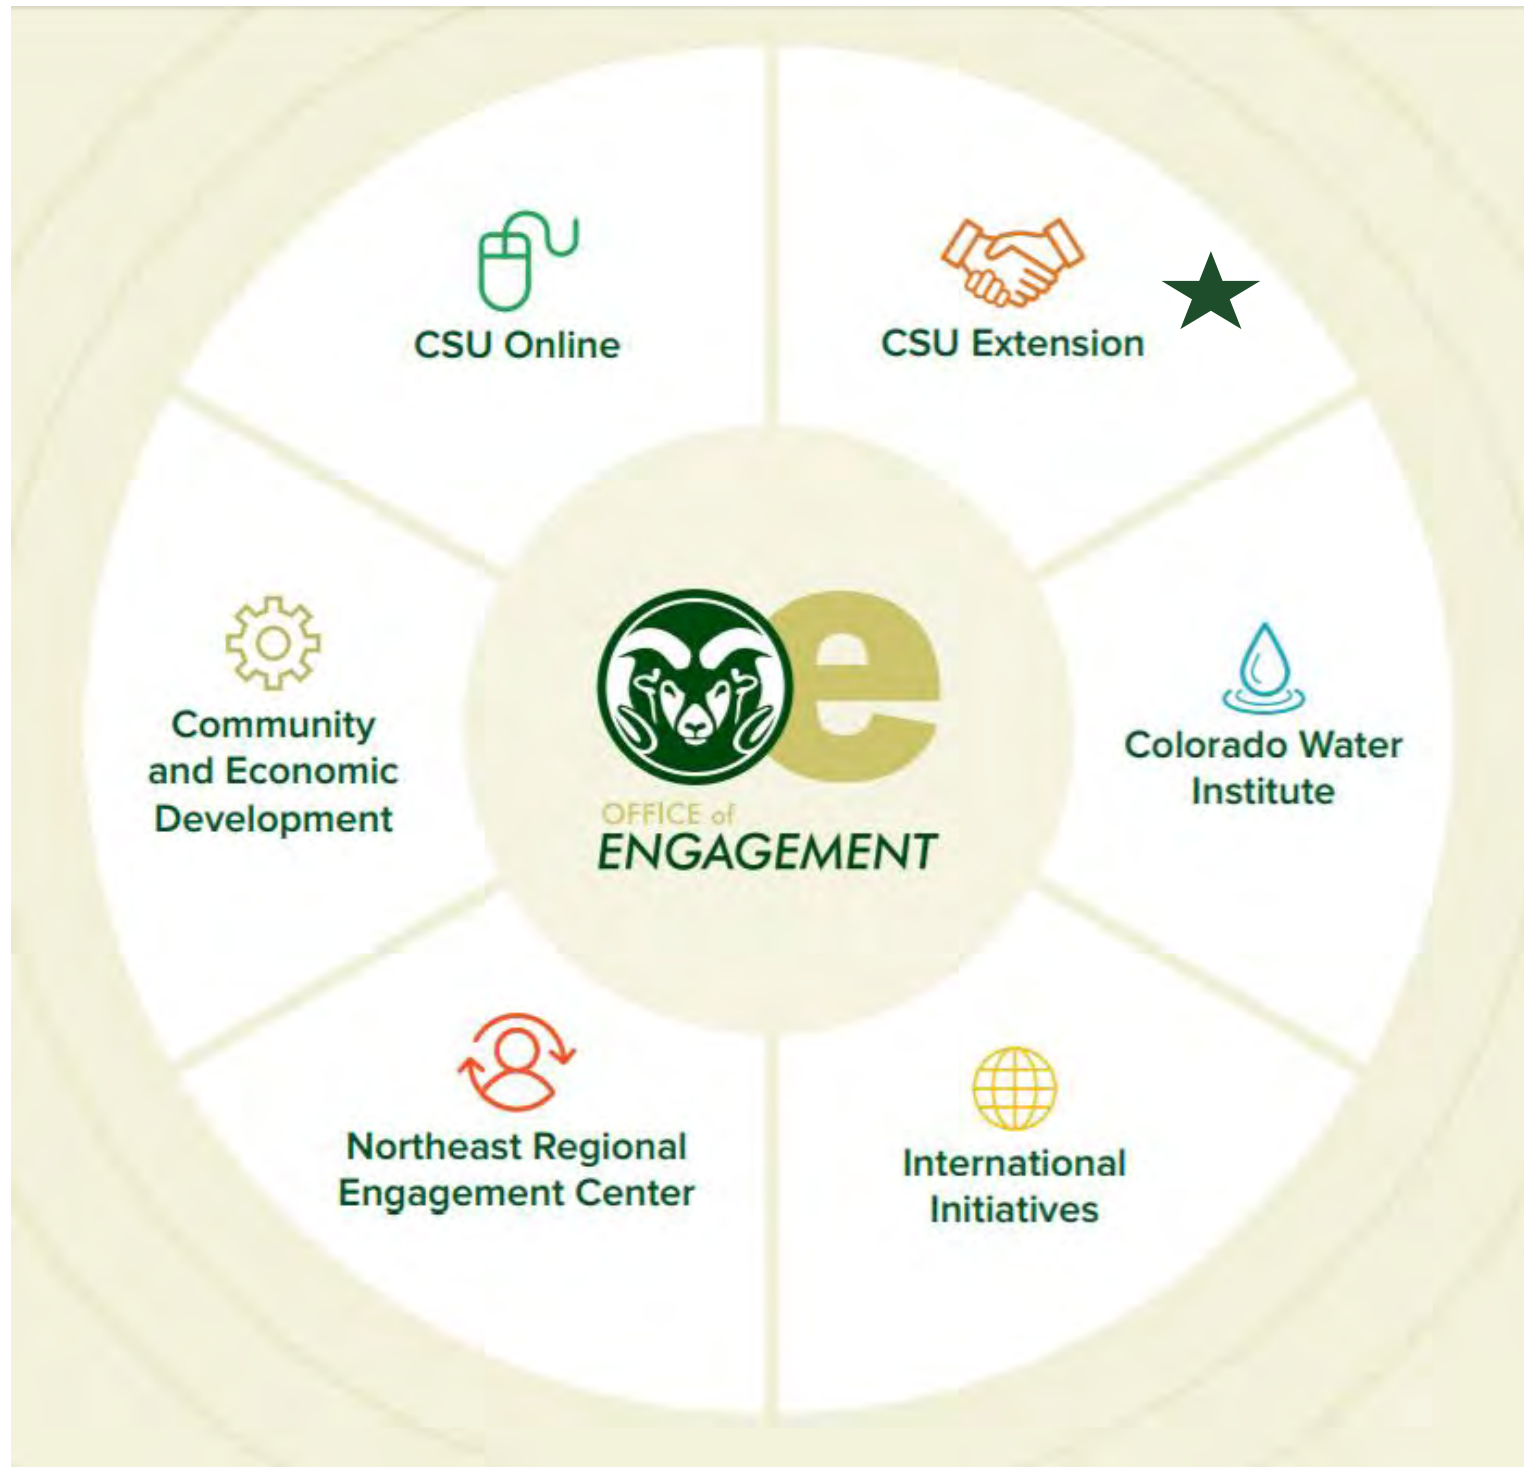 CSU Online
CSU Extension
Community
and Economic
Development
e
OFFICE of
ENGAGEMENT
Colorado Water
Institute
Northeast Regional
Engagement Center
International
Initiatives